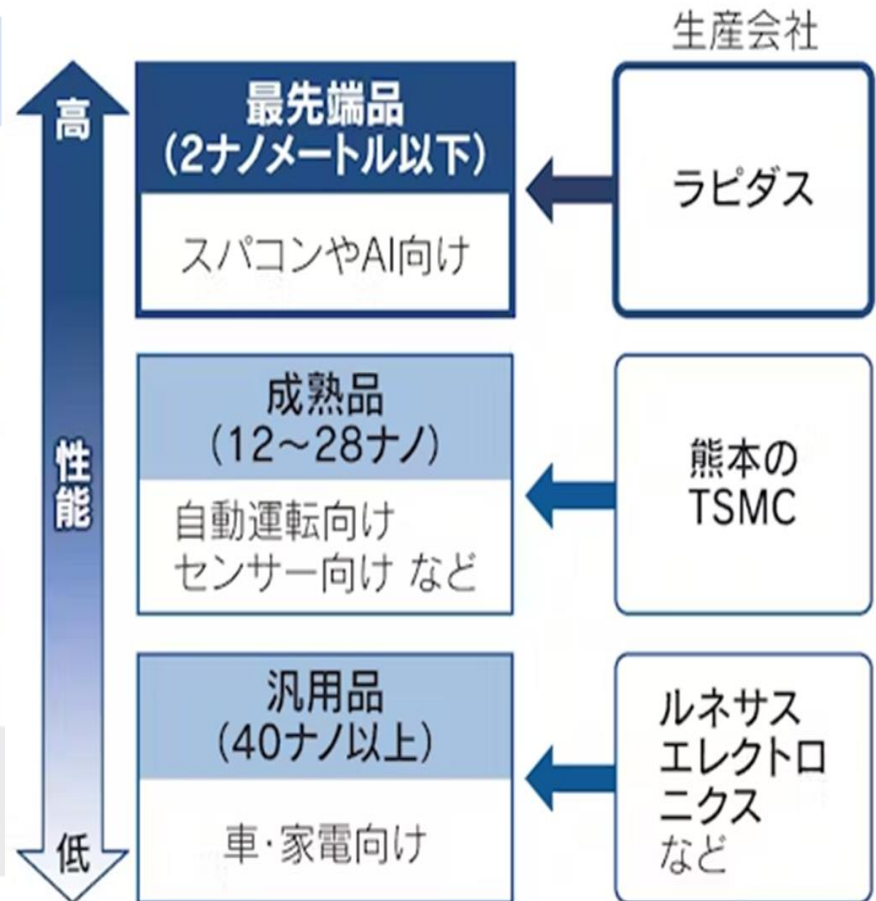 生産会社
高
性能
低
最先端品
(2ナノメートル以下)
スパコンやAI向け
ラピダス
成熟品
(12〜28ナノ)
自動運転向け
センサー向け など
熊本の
TSMC
汎用品
(40ナノ以上)
車・家電向け
ルネサス
エレクトロ
ニクス
など